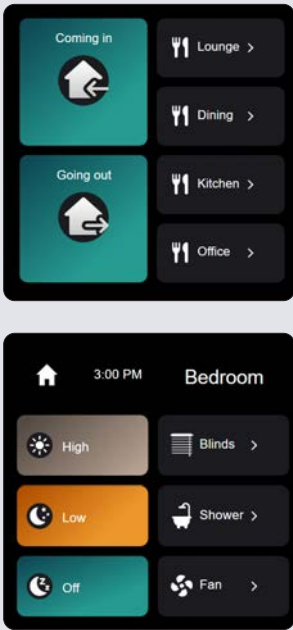 Coming in
Lounge >
Dining >
Going out
Kitchen >
Office >
3:00 PM
Bedroom
High
Blinds >
Low
Shower >
Off
Fan >